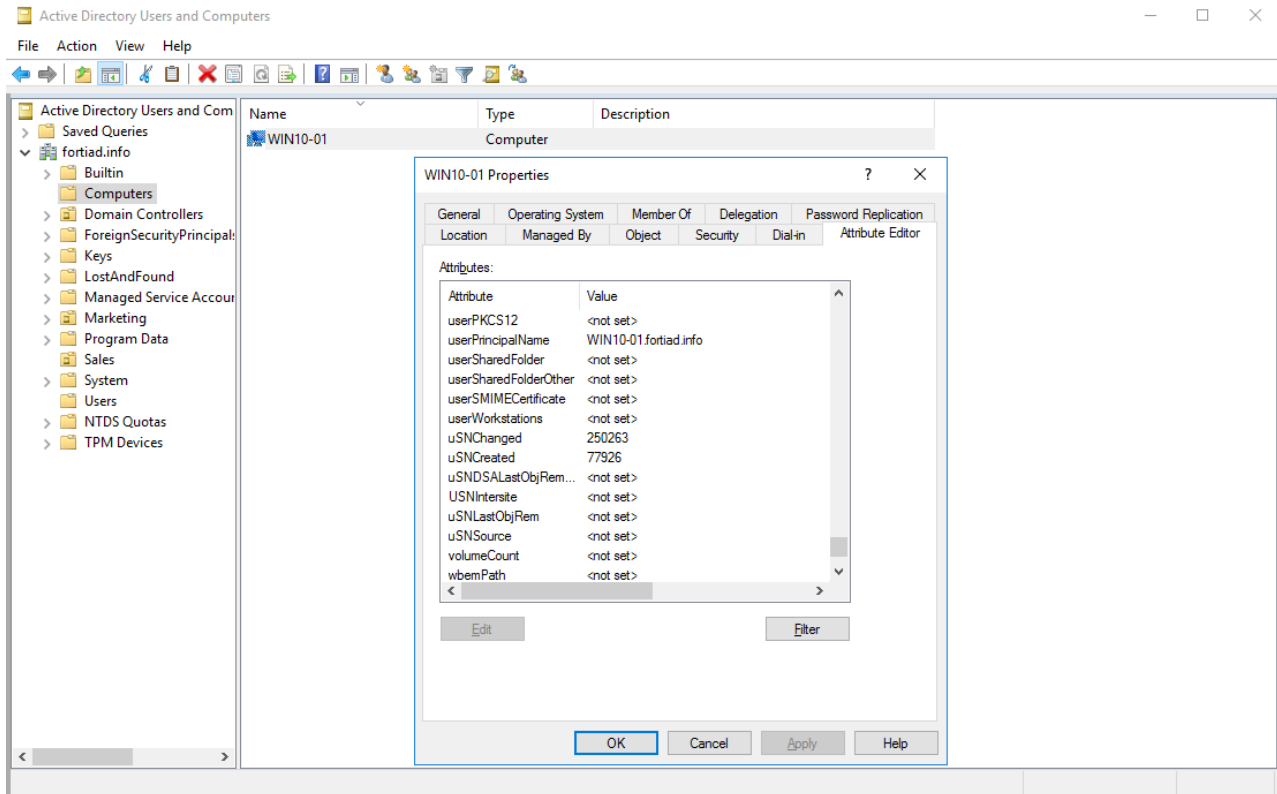 Active Directory Users and Computers
File Action View Help
Active Directory Users and Com
Saved Queries
fortiad.info
Builtin
Computers
Domain Controllers
ForeignSecurityPrincipals
Keys
LostAndFound
Managed Service Accour
Marketing
Program Data
Sales
System
Users
NTDS Quotas
TPM Devices
Name Type Description
WIN10-01 Computer
WIN10-01 Properties
General Operating System Member Of Delegation Password Replication
Location Managed By Object Security Dial-in Attribute Editor
Attributes:
Attribute Value
userPKCS12 <not set>
userPrincipalName WIN10-01.fortiad.info
userSharedFolder <not set>
userSharedFolderOther <not set>
userSMIMECertificate <not set>
userWorkstations <not set>
uSNChanged 250263
uSNCreated 77926
uSNDSALastObjRem... <not set>
USNIntersite <not set>
uSNLastObjRem <not set>
uSNSource <not set>
volumeCount <not set>
wbemPath <not set>
Edit Filter
OK Cancel Apply Help